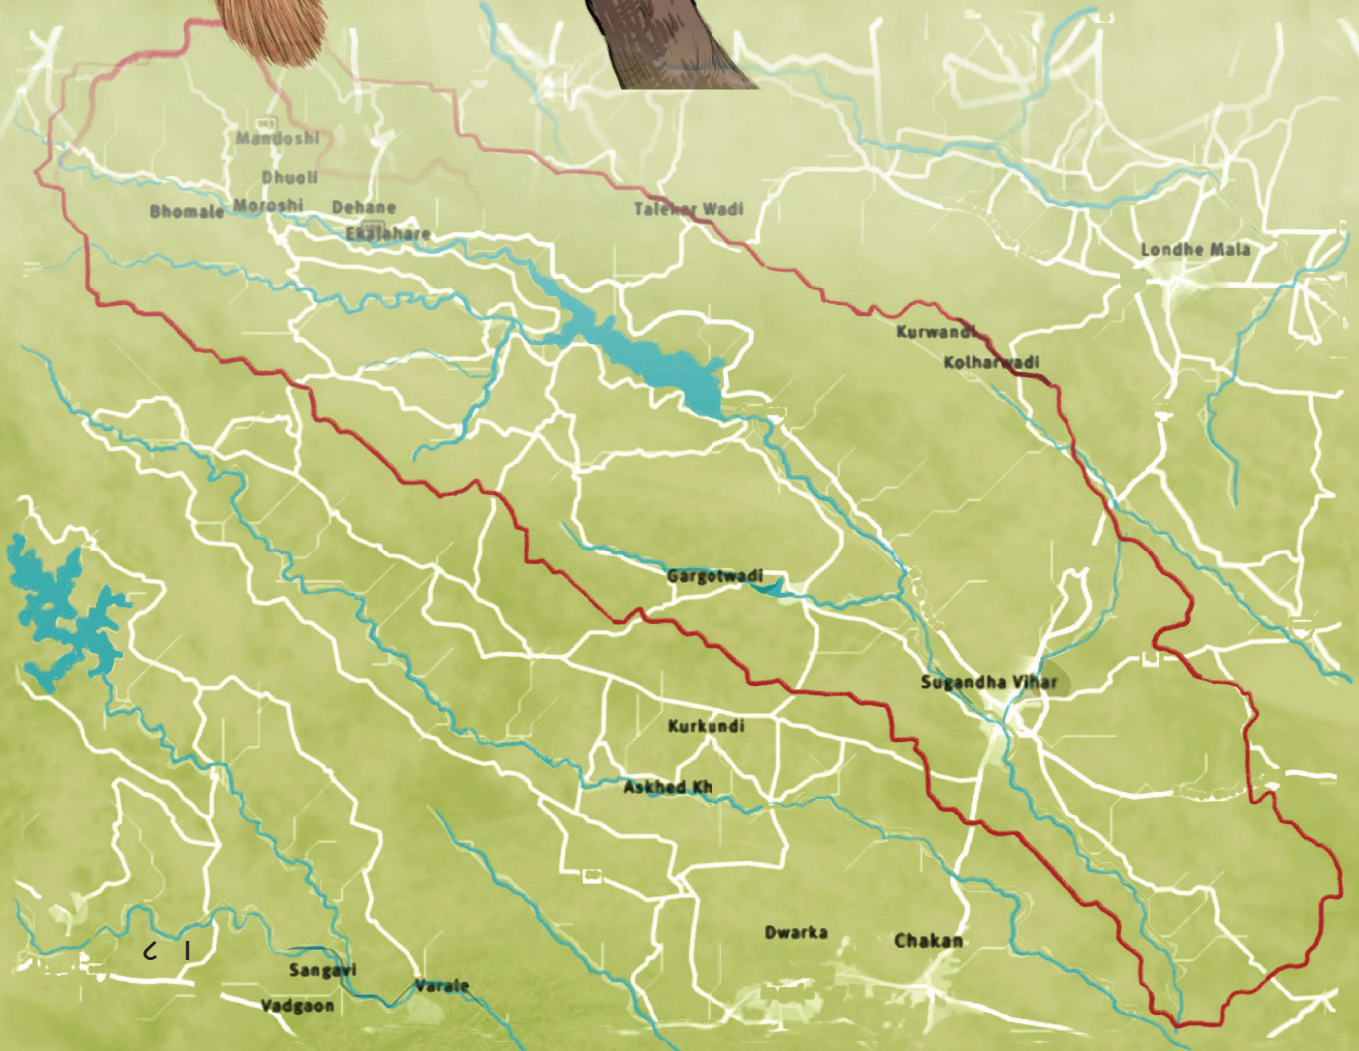 Mandoshi
Dhuoli
Bhomale
Moroshi
Dehane
Ekalahare
Talekar Wadi
Londhe Mala
Kurwandi
Kolharwadi
Gargotwadi
Sugandha Vihar
Kurkundi
Askhed Kh
Dwarka
Chakan
Sangavi
Varale
Vadgaon